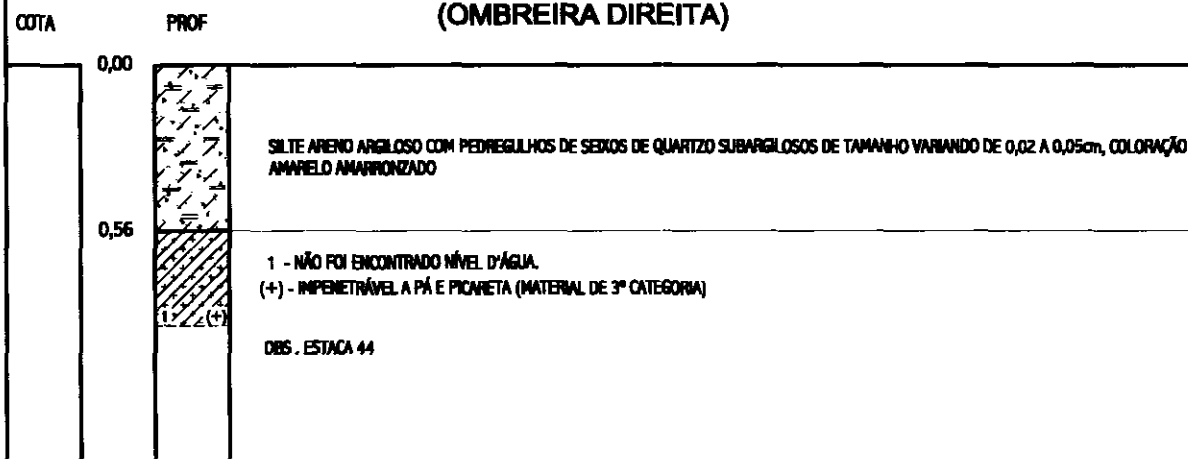 (OMBREIRA DIREITA)
COTA PROF
0,00
SILTE ARENO ARGILOSO COM PEDREGULHOS DE SEIXOS DE QUARTZO SUBARGILOSOS DE TAMANHO VARIANDO DE 0,02 A 0,05cm, COLORAÇÃO
AMARELO AMARRONZADO
0,56
1 - NÃO FOI ENCONTRADO NÍVEL D'ÁGUA.
(+) - IMPENETRÁVEL A PÁ E PICARETA (MATERIAL DE 3ª CATEGORIA)
1 (+)
OBS. ESTACA 44